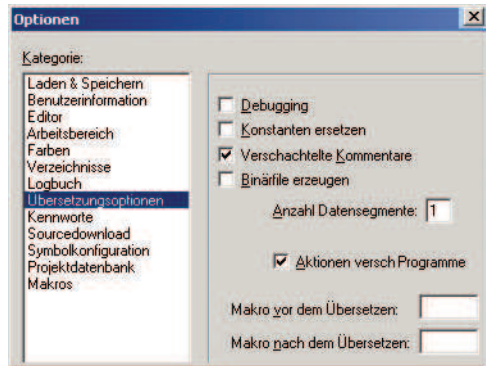 Optionen
Kategorie:
Laden & Speichern
Benutzerinformation
Editor
Arbeitsbereich
Farben
Verzeichnisse
Logbuch
Übersetzungsoptionen
Kennworte
Sourcedownload
Symbolkonfiguration
Projektdatenbank
Makros
Debugging
Konstanten ersetzen
Verschachtelte Kommentare
Binärfile erzeugen
Anzahl Datensegmente: 1
Aktionen versch Programme
Makro vor dem Übersetzen:
Makro nach dem Übersetzen: